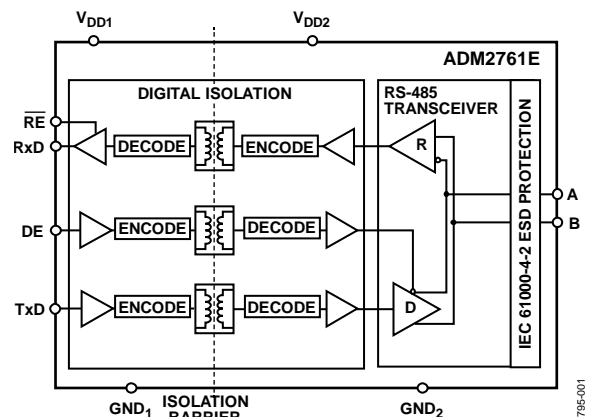 VDD1
VDD2
ADM2761E
DIGITAL ISOLATION
RS-485
TRANSCEIVER
RE
RxD
DECODE
ENCODE
R
IEC 61000-4-2 ESD PROTECTION
A
B
DE
ENCODE
DECODE
TxD
ENCODE
DECODE
D
GND1
ISOLATION
BARRIER
GND2
795-001